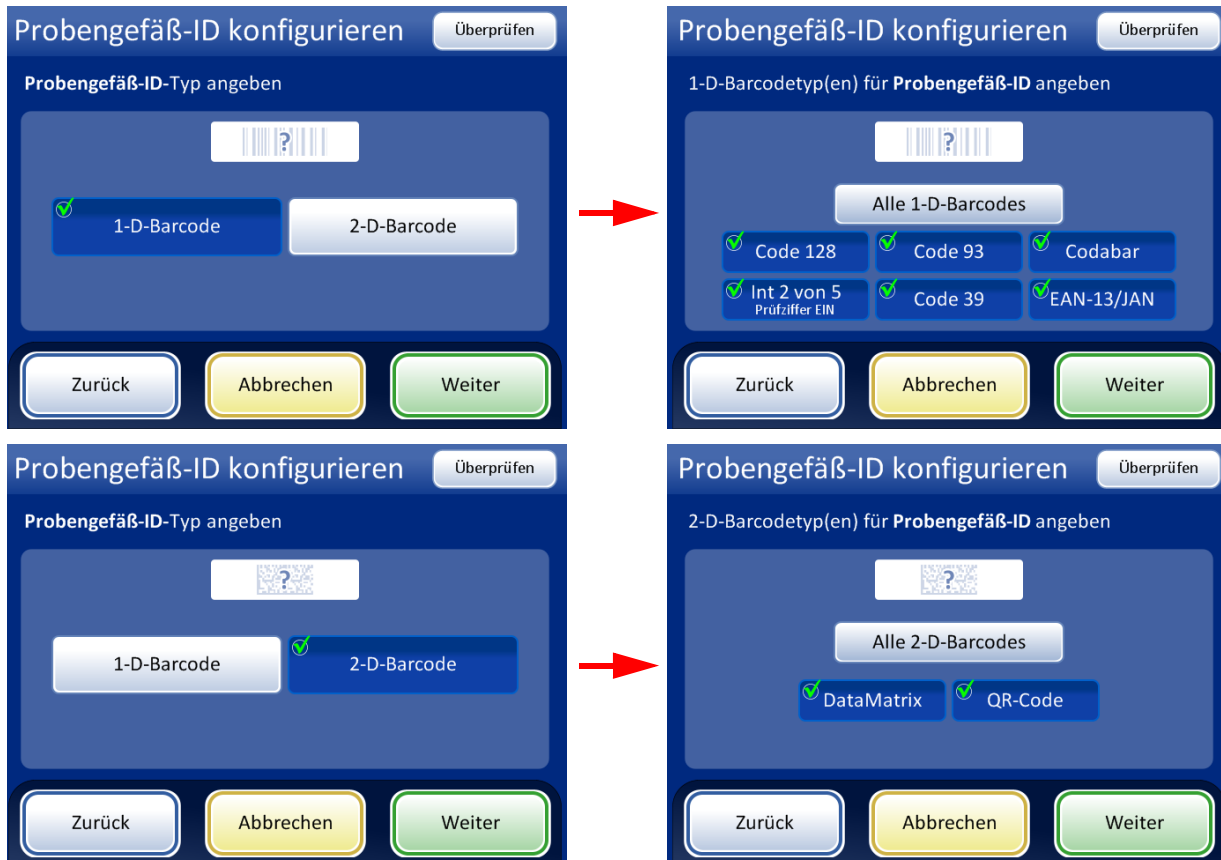 Probengefäß-ID konfigurieren Überprüfen
Probengefäß-ID-Typ angeben
?
1-D-Barcode 2-D-Barcode
Zurück Abbrechen Weiter
Probengefäß-ID konfigurieren Überprüfen
1-D-Barcodetyp(en) für Probengefäß-ID angeben
?
Alle 1-D-Barcodes
Code 128 Code 93 Codabar
Int 2 von 5 Code 39 EAN-13/JAN
Prüfziffer EIN
Zurück Abbrechen Weiter
Probengefäß-ID konfigurieren Überprüfen
Probengefäß-ID-Typ angeben
?
1-D-Barcode 2-D-Barcode
Zurück Abbrechen Weiter
Probengefäß-ID konfigurieren Überprüfen
2-D-Barcodetyp(en) für Probengefäß-ID angeben
?
Alle 2-D-Barcodes
DataMatrix QR-Code
Zurück Abbrechen Weiter